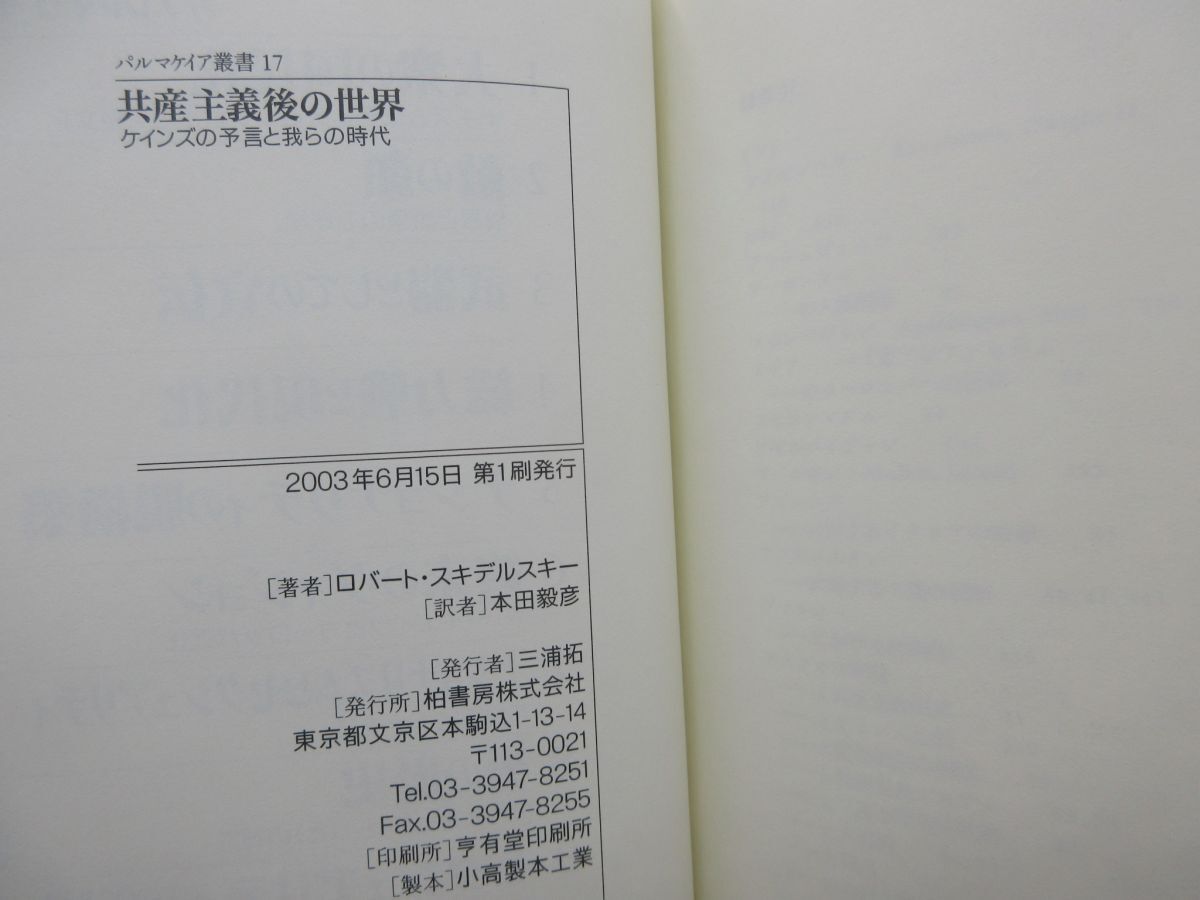 パルマケイア叢書 17
共産主義後の世界
ケインズの予言と我らの時代
2003年6月15日 第1刷発行
[著者]ロバート・スキデルスキー
[訳者]本田毅彦
[発行者]三浦拓
[発行所]柏書房株式会社
東京都文京区本駒込1-13-14
〒113-0021
Tel.03-3947-8251
Fax.03-3947-8255
[印刷所]亨有堂印刷所
[製本]小高製本工業